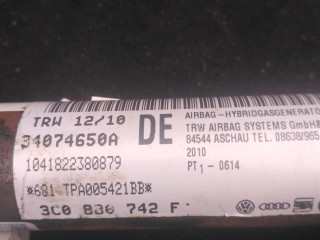 TRW 12/10
34074650A
DE
1041822380879
*681 TPA005421BB*
3C0 880 742 F
AIRBAG-HYBRIDGASGENERATO
TRW AIRBAG SYSTEMS GmbH
84544 ASCHAU TEL. 08638/965
2010
PT1-0614